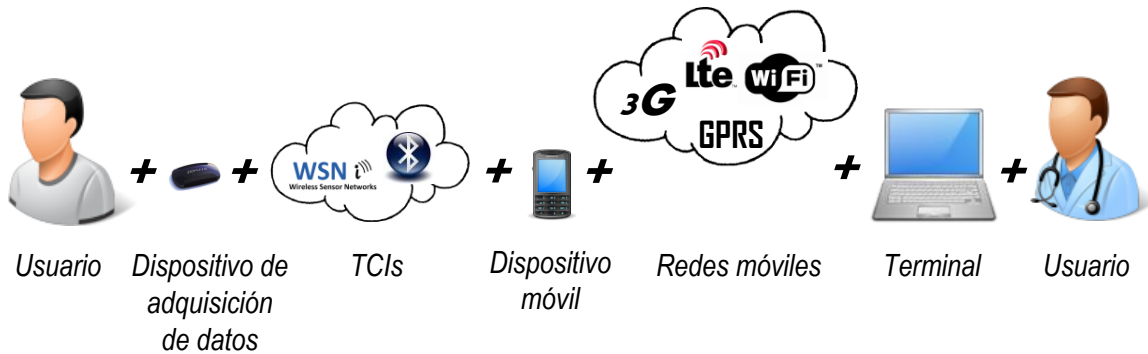 3G
Lte
WiFi
™
GPRS
WSN
Wireless Sensor Networks
+ + + + + +
Usuario
Dispositivo de
adquisición
de datos
TCIs
Dispositivo
móvil
Redes móviles
Terminal
Usuario